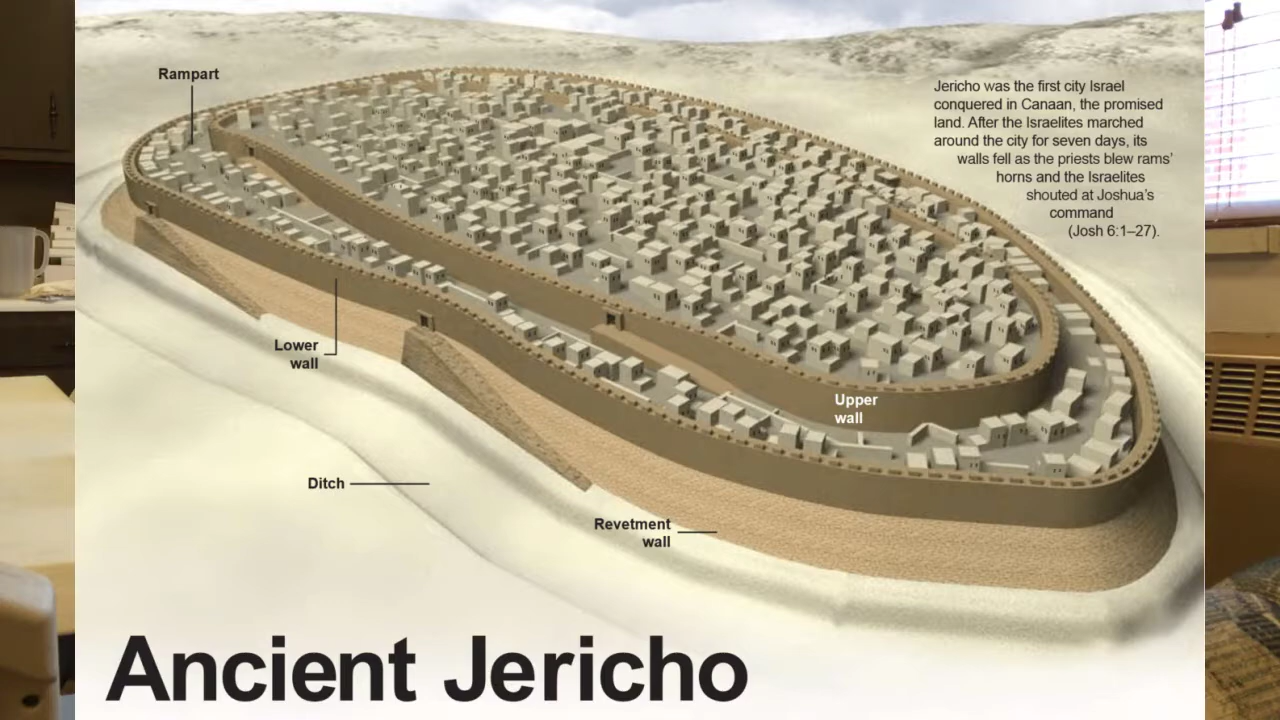 Rampart
Jericho was the first city Israel
conquered in Canaan, the promised
land. After the Israelites marched
around the city for seven days, its
walls fell as the priests blew rams’
horns and the Israelites
shouted at Joshua’s
command
(Josh 6:1–27).
Lower
wall
Upper
wall
Ditch
Revetment
wall
Ancient Jericho